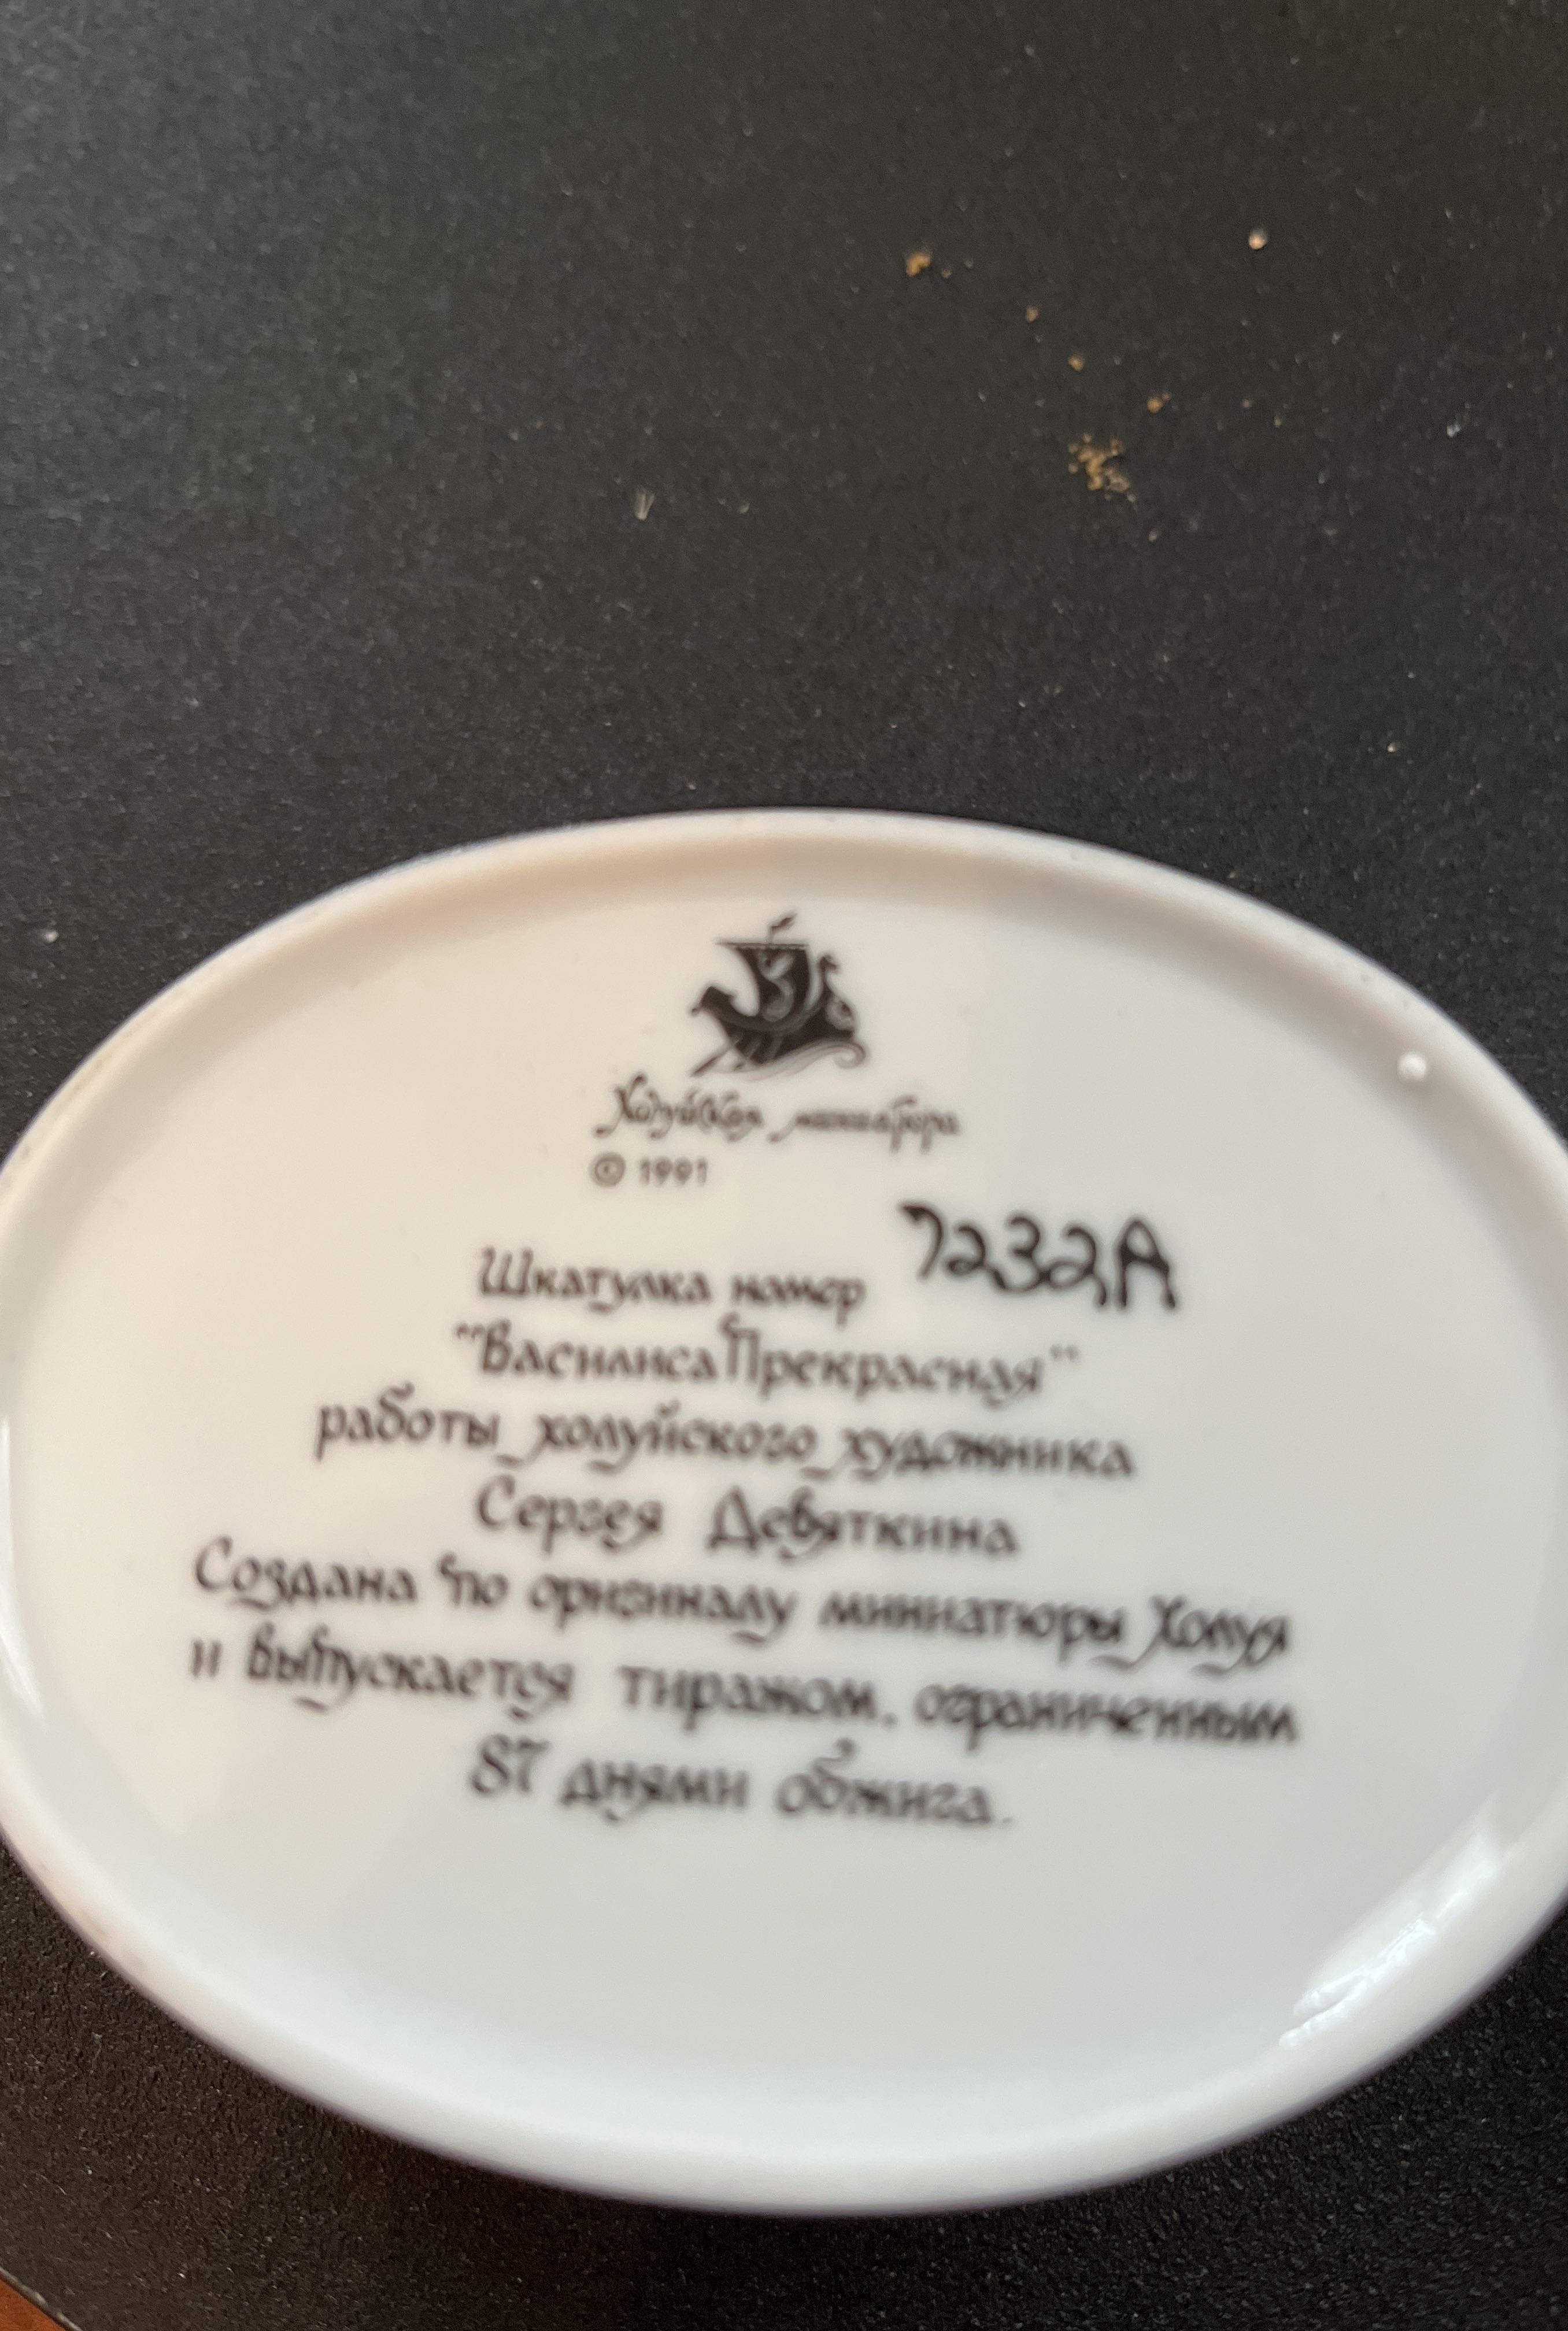 Холуйская миниатюра
© 1991
Шкатулка номер 7232A
"Василиса Прекрасная"
работы холуйского художника
Сергея Девяткина
Создана по оригиналу миниатюры Холуя
и выпускается тиражом, ограниченным
87 днями обжига.